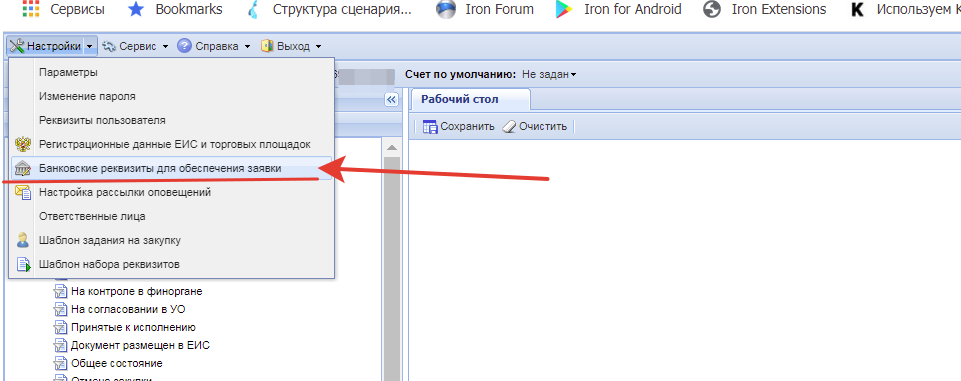 Сервисы Bookmarks Структура сценария... Iron Forum Iron for Android Iron Extensions Используем К
Настройки Сервис Справка Выход
Параметры Счет по умолчанию: Не задан
Изменение пароля Рабочий стол
Реквизиты пользователя Сохранить Очистить
Регистрационные данные ЕИС и торговых площадок
Банковские реквизиты для обеспечения заявки
Настройка рассылки оповещений
Ответственные лица
Шаблон задания на закупку
Шаблон набора реквизитов
На контроле в финоргане
На согласовании в УО
Принятые к исполнению
Документ размещен в ЕИС
Общее состояние
Отмена закупки